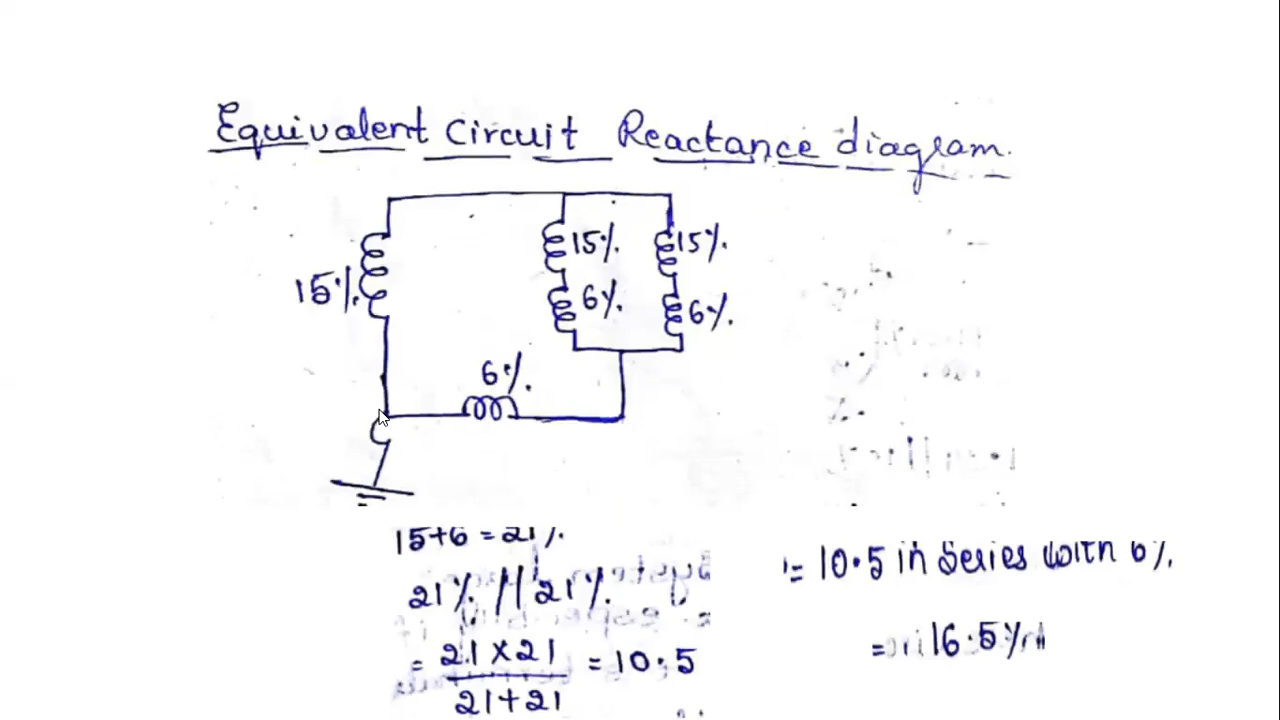 Equivalent Circuit Reactance diagram.
15%.
15%.
15%.
6%.
6%.
6%.
15+6 = 21%.
21% // 21%.
= 21 × 21 = 10.5
21+21
= 10.5 in series with 6%.
= 16.5%